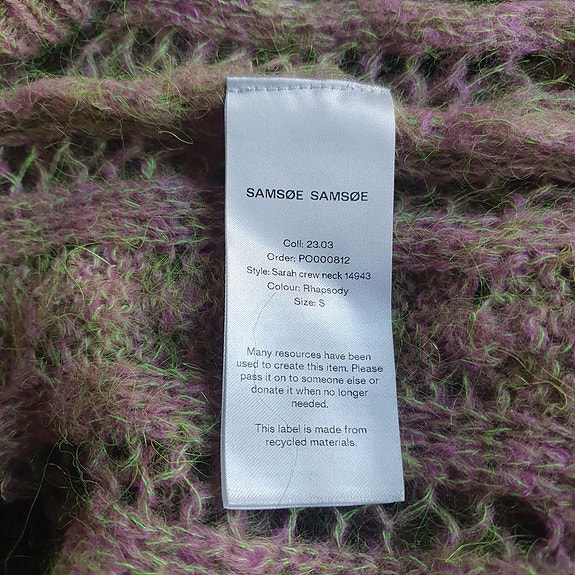 SAMSØE SAMSØE
Coll: 23.03
Order: PO000812
Style: Sarah crew neck 14943
Colour: Rhapsody
Size: S
Many resources have been
used to create this item. Please
pass it on to someone else or
donate it when no longer
needed.
This label is made from
recycled materials.